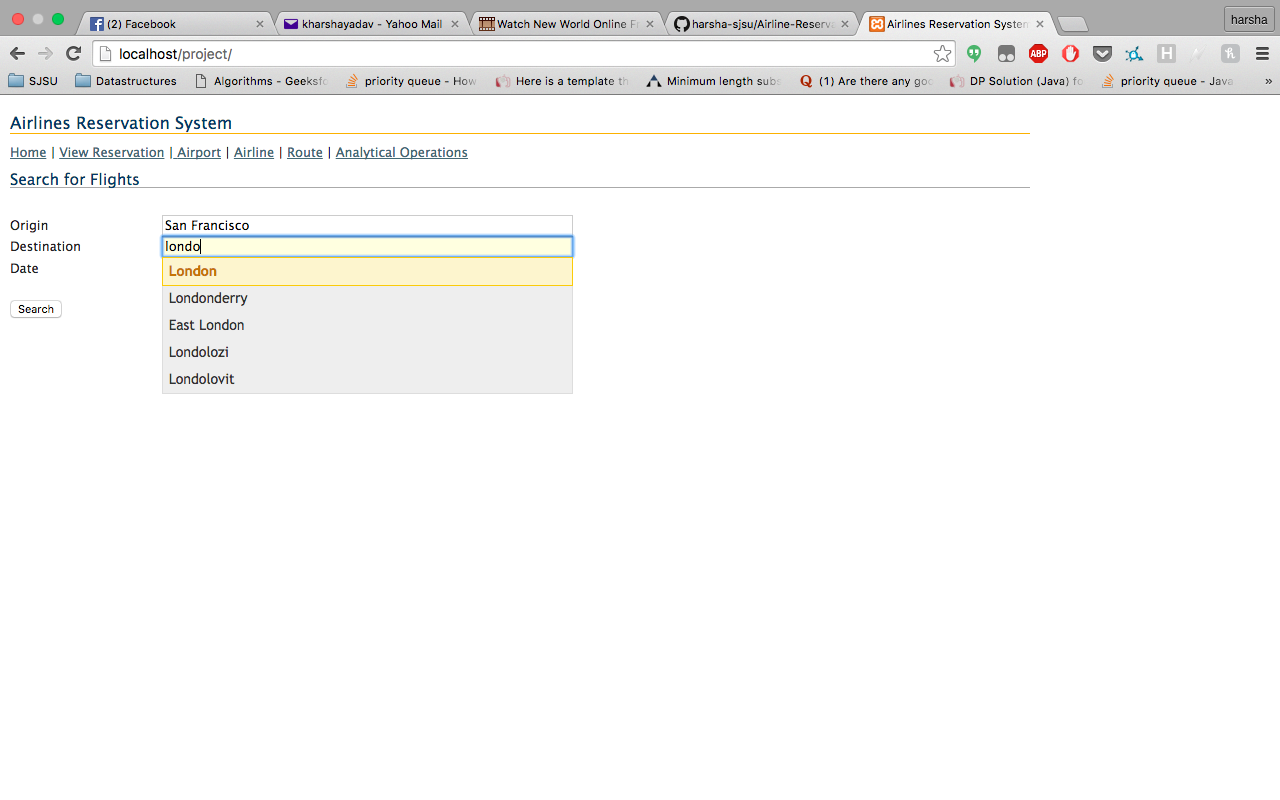 (2) Facebook
kharshayadav - Yahoo Mail
Watch New World Online Fr
harsha-sjsu/Airline-Reserva
Airlines Reservation System
harsha
localhost/project/
ABP
H
SJSU
Datastructures
Algorithms - Geeksfo
priority queue - How
Here is a template th
Minimum length subs
(1) Are there any goo
DP Solution (Java) fo
priority queue - Java
»
Airlines Reservation System
Home | View Reservation | Airport | Airline | Route | Analytical Operations
Search for Flights
Origin San Francisco
Destination londo
Date London
Londonderry
Search
East London
Londolozi
Londolovit